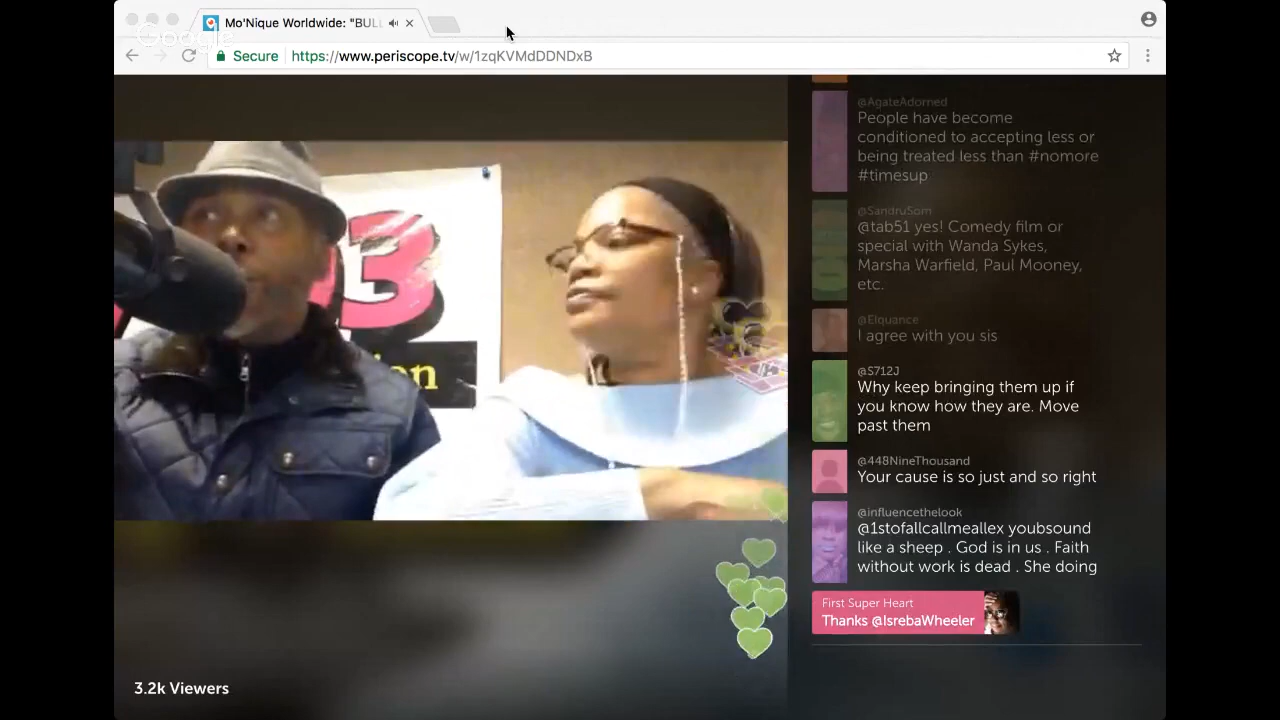 Mo'Nique Worldwide: "BULL
Google
Secure https://www.periscope.tv/w/1zqKVMdDDNDxB
@AgateAdorned
People have become
conditioned to accepting less or
being treated less than #nomore
#timesup
@SandruSom
@tab51 yes! Comedy film or
special with Wanda Sykes,
Marsha Warfield, Paul Mooney,
etc.
@Elquance
I agree with you sis
@S712J
Why keep bringing them up if
you know how they are. Move
past them
@448NineThousand
Your cause is so just and so right
@influencethelook
@1stofallcallmeallex youbsound
like a sheep . God is in us . Faith
without work is dead . She doing
First Super Heart
Thanks @IsrebaWheeler
3
on
3.2k Viewers